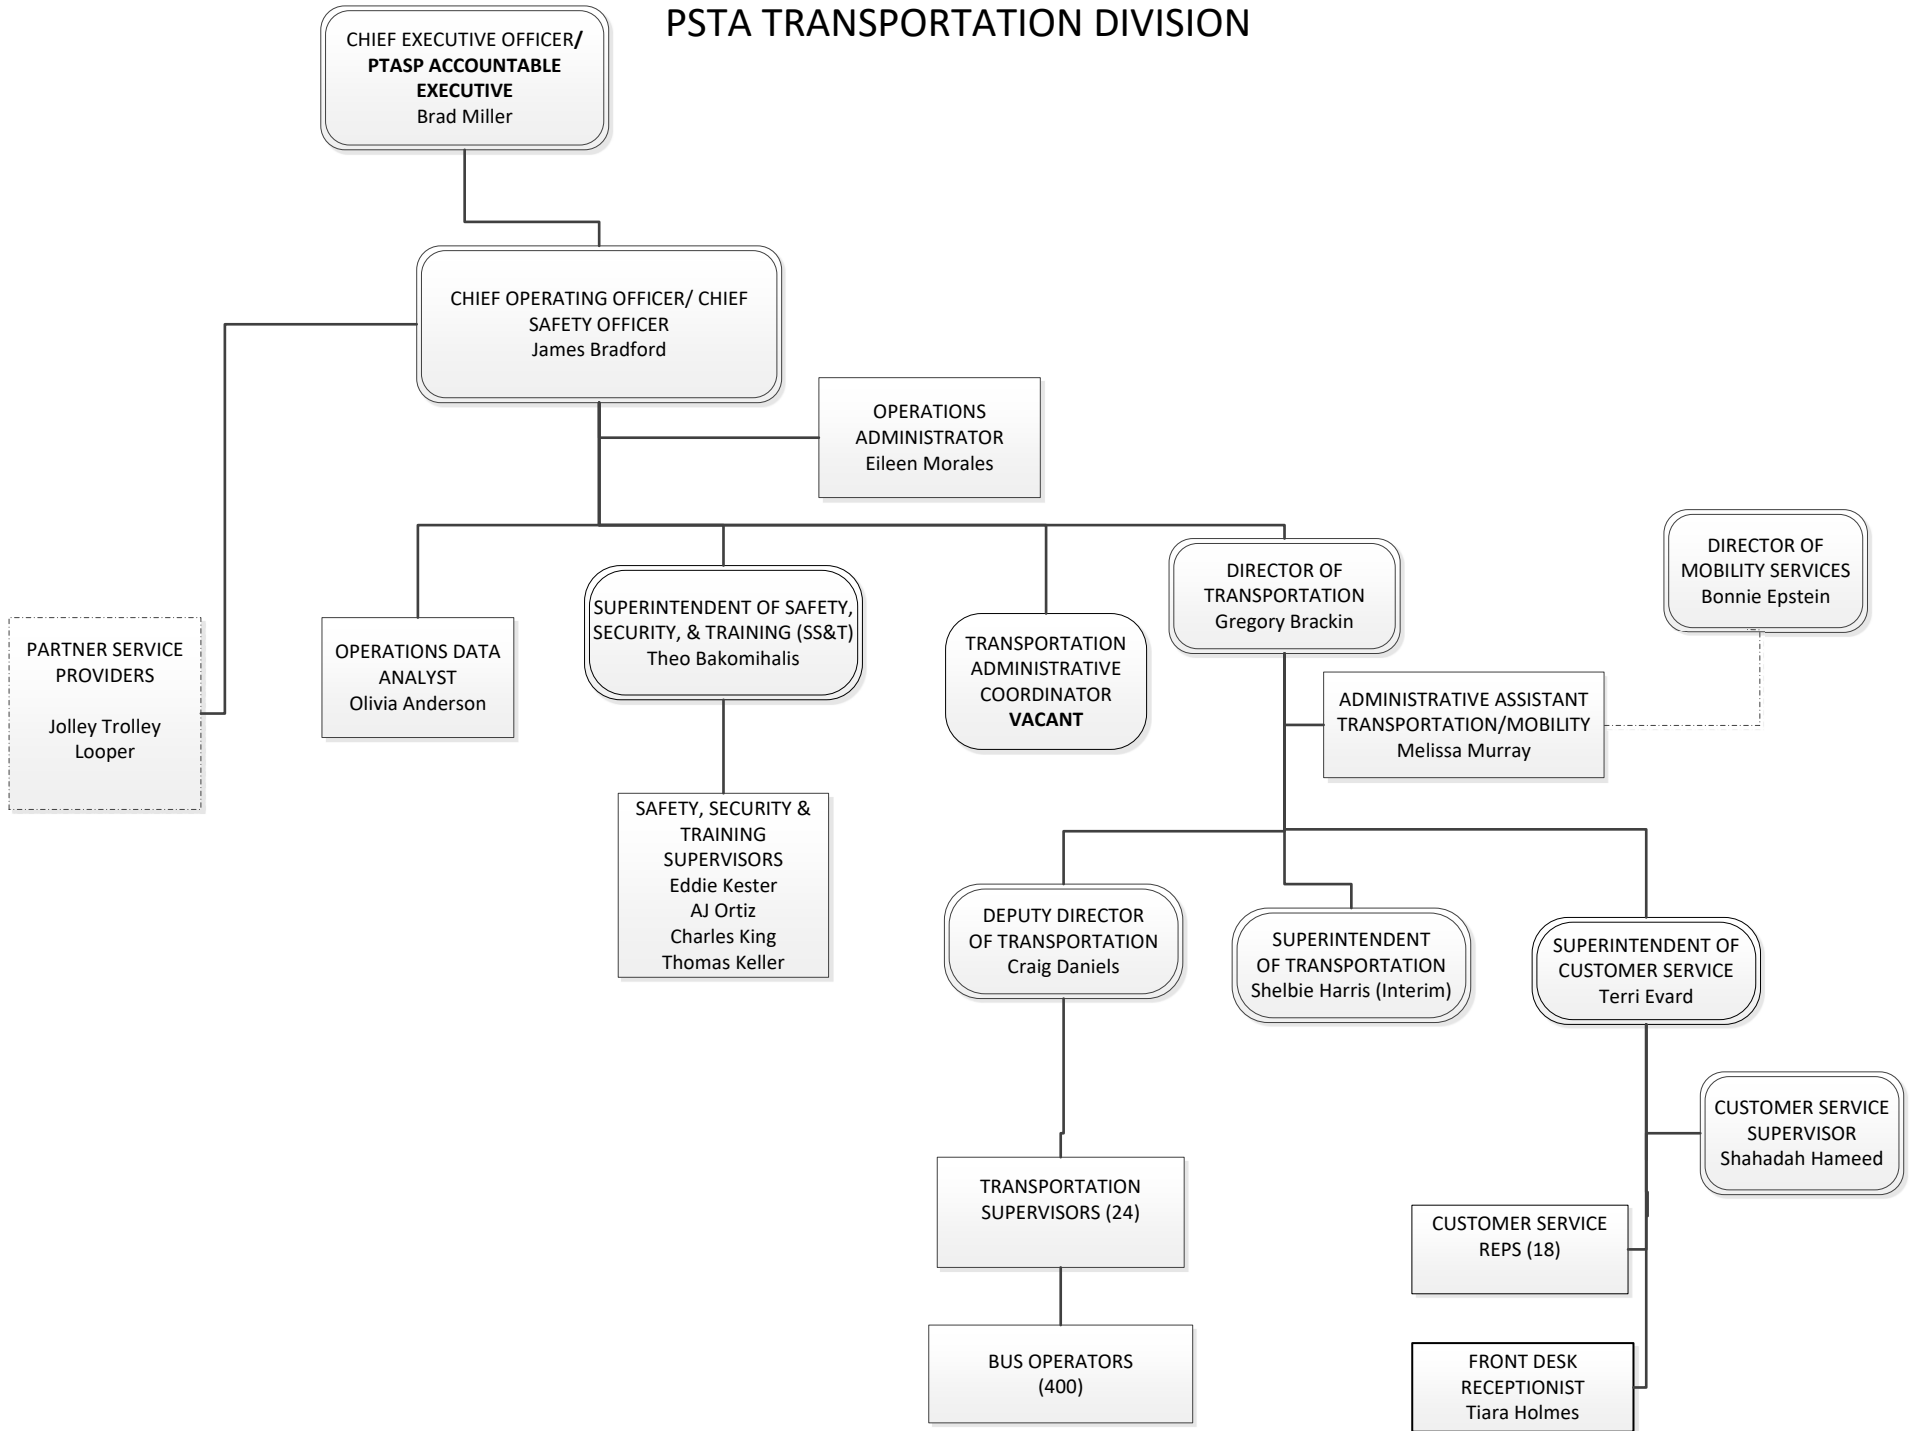 PSTA TRANSPORTATION DIVISION
CHIEF EXECUTIVE OFFICER/
PTASP ACCOUNTABLE
EXECUTIVE
Brad Miller
CHIEF OPERATING OFFICER/ CHIEF
SAFETY OFFICER
James Bradford
OPERATIONS
ADMINISTRATOR
Eileen Morales
PARTNER SERVICE
PROVIDERS
Jolley Trolley
Looper
OPERATIONS DATA
ANALYST
Olivia Anderson
SUPERINTENDENT OF SAFETY,
SECURITY, & TRAINING (SS&T)
Theo Bakomihalis
TRANSPORTATION
ADMINISTRATIVE
COORDINATOR
VACANT
DIRECTOR OF
TRANSPORTATION
Gregory Brackin
DIRECTOR OF
MOBILITY SERVICES
Bonnie Epstein
ADMINISTRATIVE ASSISTANT
TRANSPORTATION/MOBILITY
Melissa Murray
SAFETY, SECURITY &
TRAINING
SUPERVISORS
Eddie Kester
AJ Ortiz
Charles King
Thomas Keller
DEPUTY DIRECTOR
OF TRANSPORTATION
Craig Daniels
SUPERINTENDENT
OF TRANSPORTATION
Shelbie Harris (Interim)
SUPERINTENDENT OF
CUSTOMER SERVICE
Terri Evard
CUSTOMER SERVICE
SUPERVISOR
Shahadah Hameed
TRANSPORTATION
SUPERVISORS (24)
CUSTOMER SERVICE
REPS (18)
BUS OPERATORS
(400)
FRONT DESK
RECEPTIONIST
Tiara Holmes